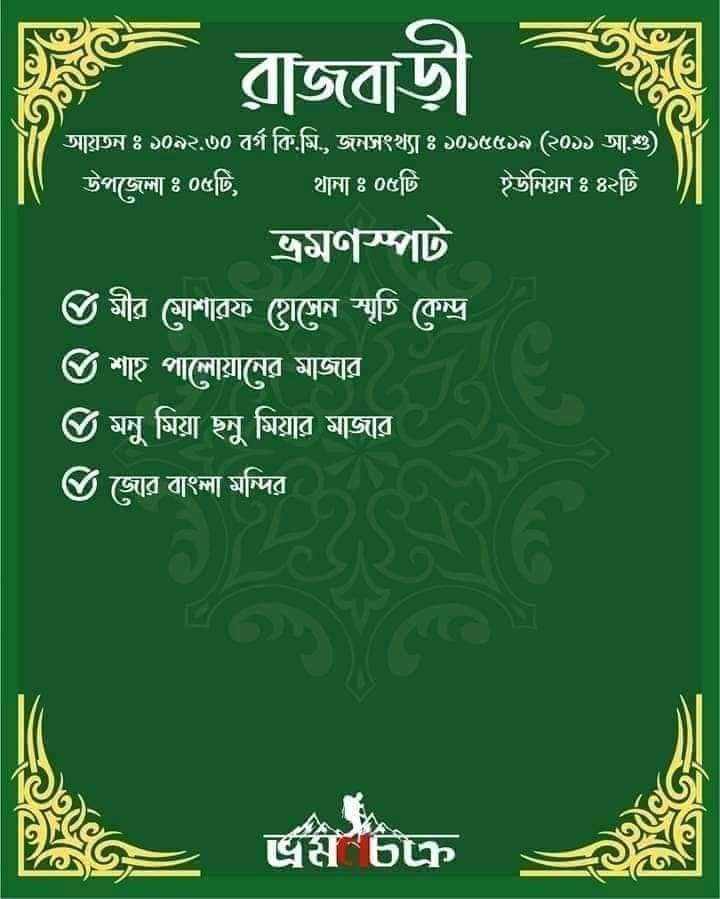 রাজবাড়ী
আয়তন ঃ ১০৯২.৩০ বর্গ কি.মি., জনসংখ্যা ঃ ১০১৫৫১৯ (২০১১ আ.শু)
উপজেলা ঃ ০৫টি, থানা ঃ ০৫টি ইউনিয়ন ঃ ৪২টি
ভ্রমণস্পট
মীর মোশারফ হোসেন স্মৃতি কেন্দ্র
শাহ পালোয়ানের মাজার
মনু মিয়া ছনু মিয়ার মাজার
জোর বাংলা মন্দির
ভ্রমণচক্র